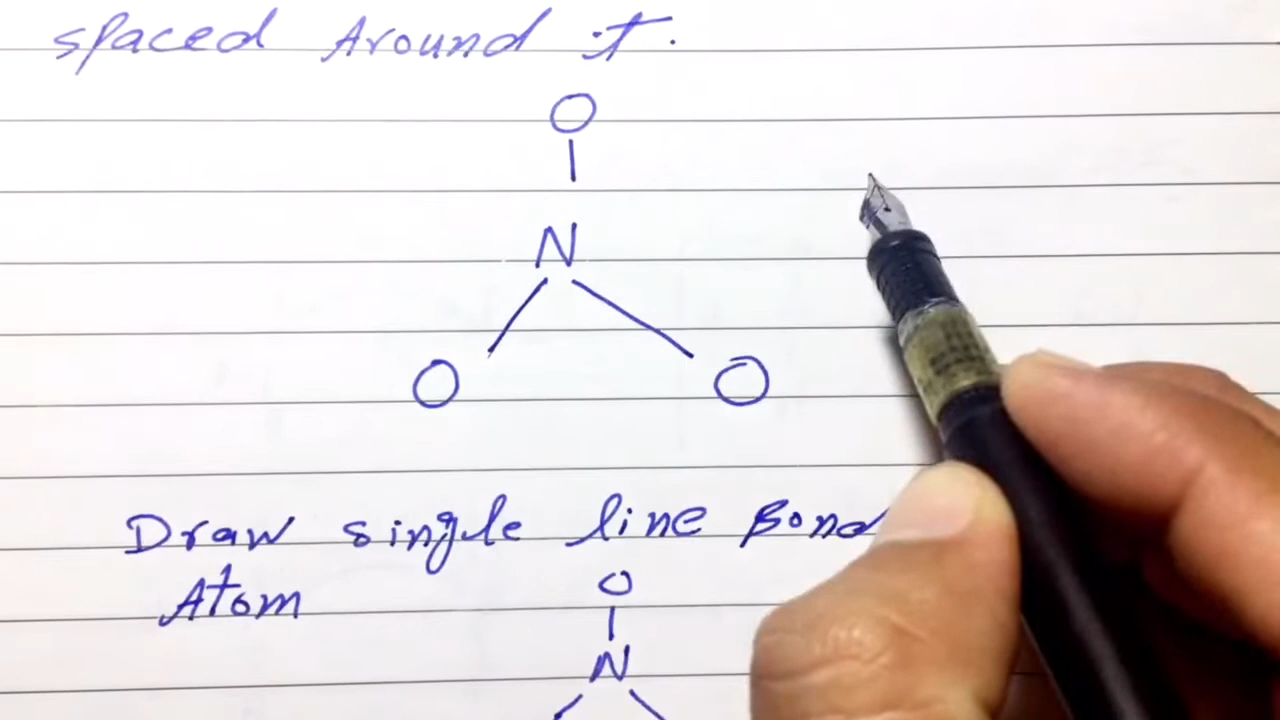 spaced Around it.
O
N
O O
Draw single line Bond
Atom
O
N